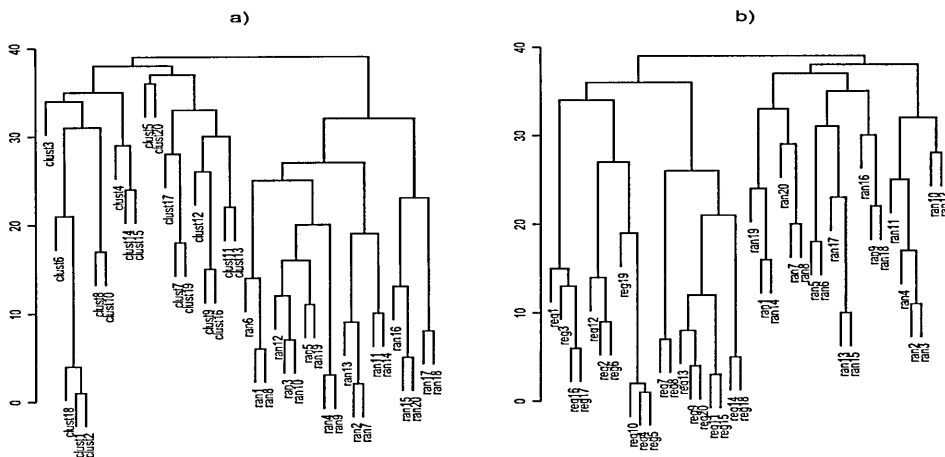 a)
40
30
20
10
0
clust3
clust6
clust18
clust1
clust2
clust8
clust10
clust4
clust14
clust15
clust5
clust20
clust17
clust7
clust19
clust12
clust9
clust16
clust11
clust13
ran6
ran1
ran8
ran12
ran3
ran10
ran5
ran19
ran4
ran9
ran13
ran2
ran7
ran11
ran14
ran16
ran15
ran20
ran17
ran18
b)
40
30
20
10
0
reg1
reg3
reg16
reg17
reg12
reg2
reg6
reg19
reg10
reg4
reg5
reg7
reg8
reg13
reg9
reg20
reg11
reg15
reg14
reg18
ran19
ran1
ran14
ran20
ran7
ran8
ran5
ran6
ran17
ran13
ran15
ran16
ran9
ran18
ran11
ran4
ran2
ran3
ran10
ran12